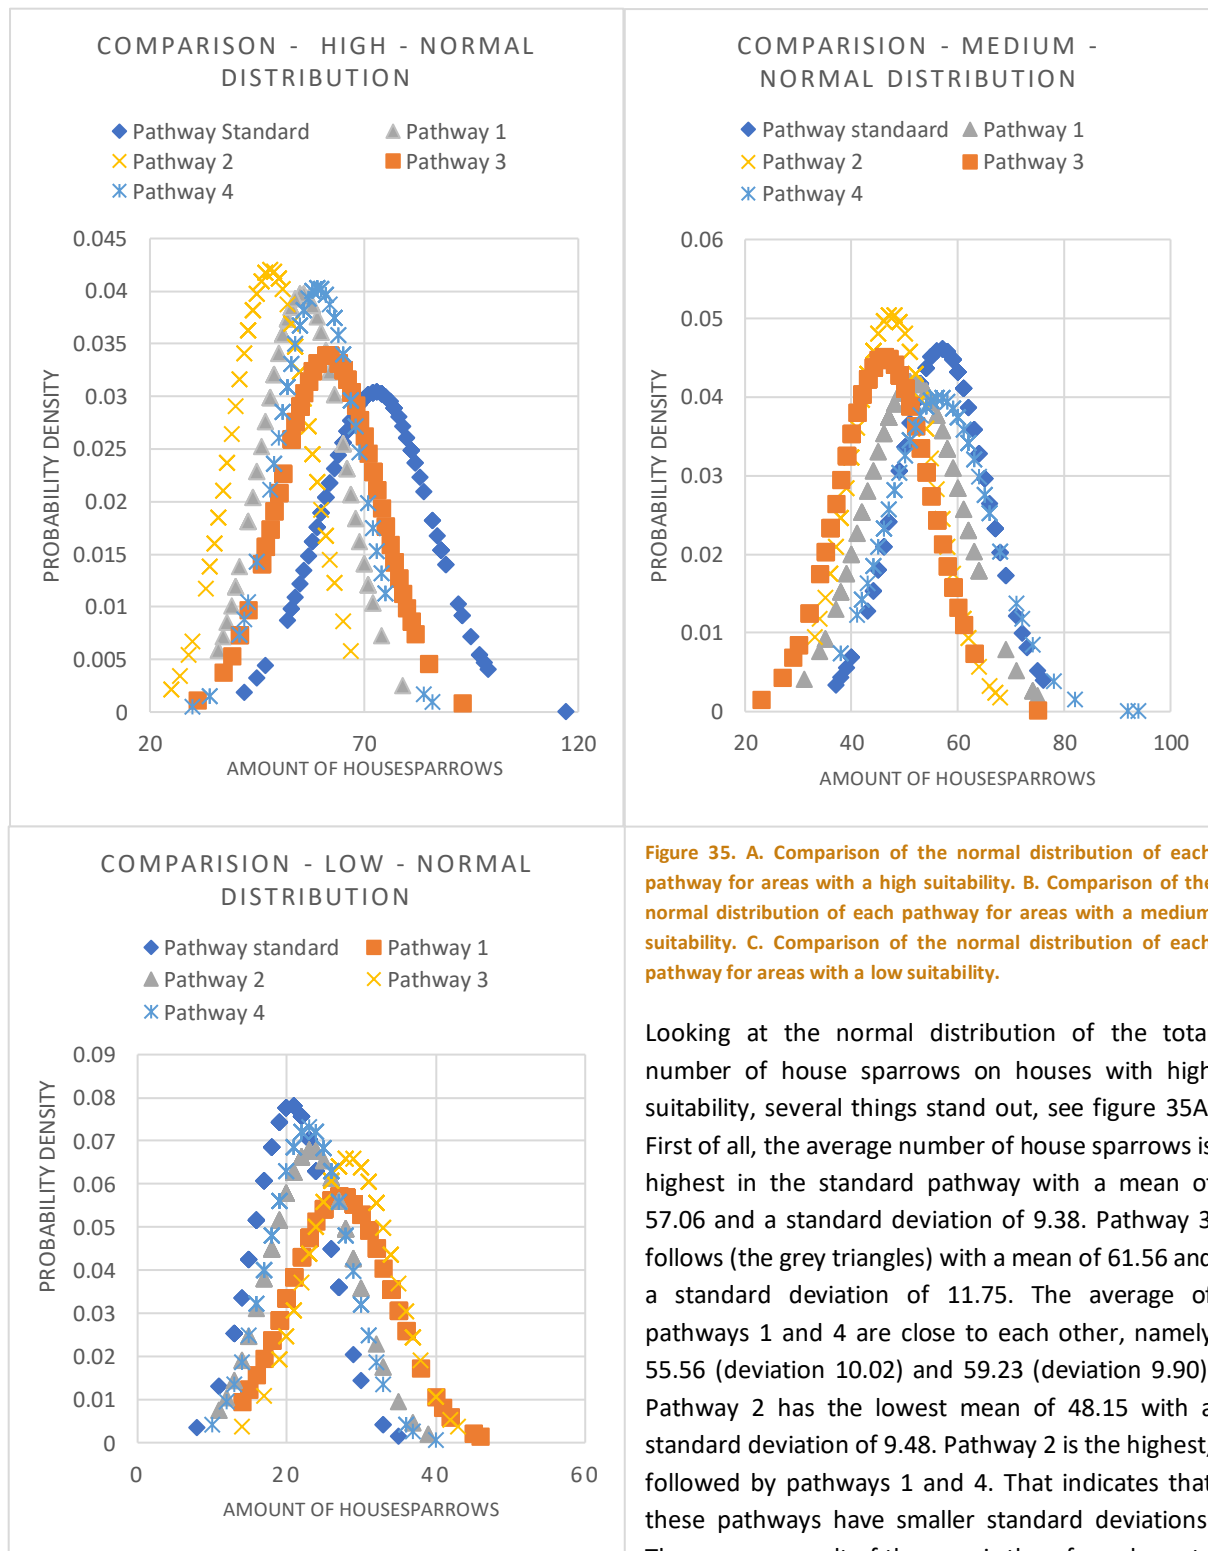 COMPARISON - HIGH - NORMAL
DISTRIBUTION
Pathway Standard
Pathway 1
Pathway 2
Pathway 3
Pathway 4
PROBABILITY DENSITY
0.045
0.04
0.035
0.03
0.025
0.02
0.015
0.01
0.005
0
20
70
120
AMOUNT OF HOUSESPARROWS
COMPARISION - MEDIUM -
NORMAL DISTRIBUTION
Pathway standaard
Pathway 1
Pathway 2
Pathway 3
Pathway 4
PROBABILITY DENSITY
0.06
0.05
0.04
0.03
0.02
0.01
0
20
40
60
80
100
AMOUNT OF HOUSESPARROWS
COMPARISION - LOW - NORMAL
DISTRIBUTION
Pathway standard
Pathway 1
Pathway 2
Pathway 3
Pathway 4
PROBABILITY DENSITY
0.09
0.08
0.07
0.06
0.05
0.04
0.03
0.02
0.01
0
0
20
40
60
AMOUNT OF HOUSESPARROWS
Figure 35. A. Comparison of the normal distribution of each
pathway for areas with a high suitability. B. Comparison of the
normal distribution of each pathway for areas with a medium
suitability. C. Comparison of the normal distribution of each
pathway for areas with a low suitability.
Looking at the normal distribution of the tota
number of house sparrows on houses with high
suitability, several things stand out, see figure 35A
First of all, the average number of house sparrows is
highest in the standard pathway with a mean of
57.06 and a standard deviation of 9.38. Pathway 3
follows (the grey triangles) with a mean of 61.56 and
a standard deviation of 11.75. The average of
pathways 1 and 4 are close to each other, namely
55.56 (deviation 10.02) and 59.23 (deviation 9.90)
Pathway 2 has the lowest mean of 48.15 with a
standard deviation of 9.48. Pathway 2 is the highest,
followed by pathways 1 and 4. That indicates that
these pathways have smaller standard deviations